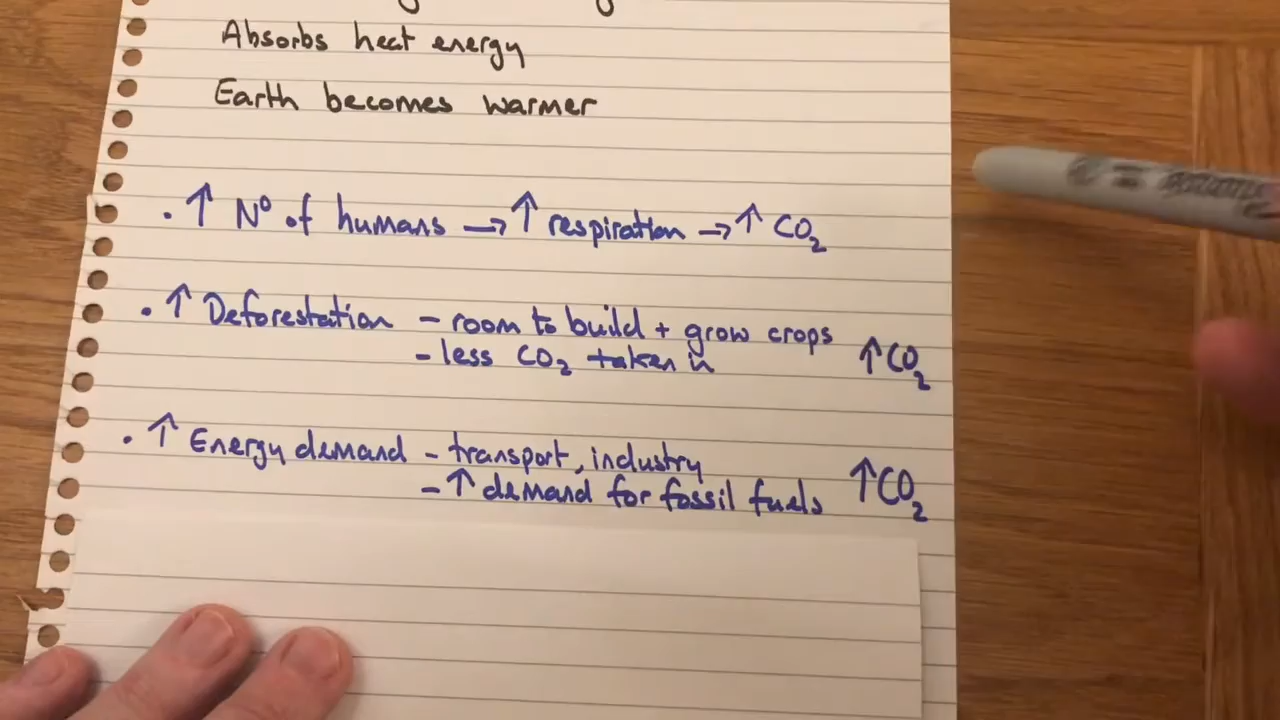 Absorbs heat energy
Earth becomes warmer
. ↑ Nº of humans → ↑ respiration → ↑ CO₂
. ↑ Deforestation - room to build + grow crops
- less CO₂ taken in ↑ CO₂
. ↑ Energy demand - transport, industry
- ↑ demand for fossil fuels ↑ CO₂